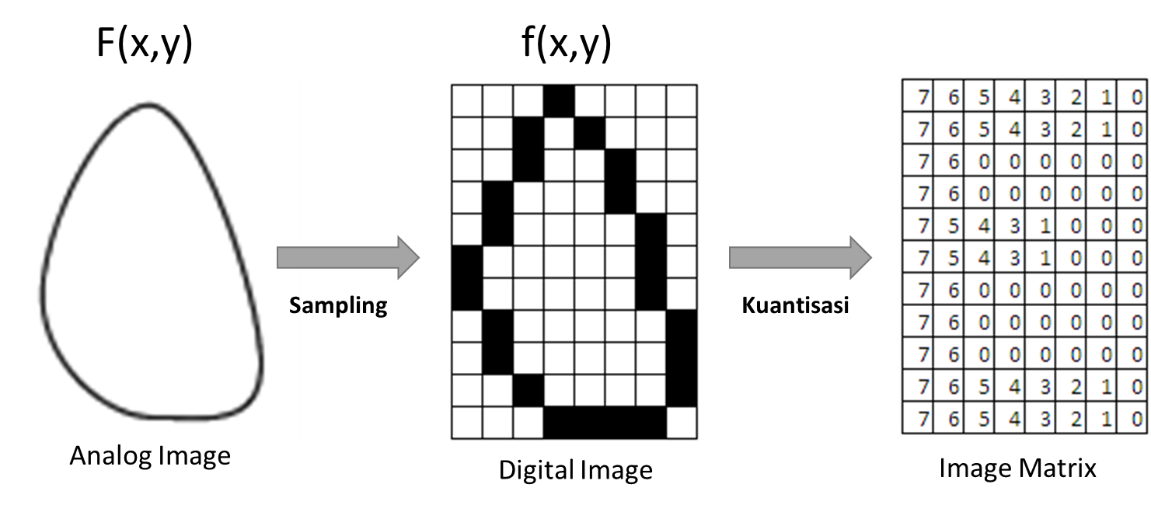 F(x,y)
f(x,y)
Sampling
Kuantisasi
7 6 5 4 3 2 1 0
7 6 5 4 3 2 1 0
7 6 0 0 0 0 0 0
7 6 0 0 0 0 0 0
7 5 4 3 1 0 0 0
7 5 4 3 1 0 0 0
7 6 0 0 0 0 0 0
7 6 0 0 0 0 0 0
7 6 0 0 0 0 0 0
7 6 5 4 3 2 1 0
7 6 5 4 3 2 1 0
Analog Image
Digital Image
Image Matrix